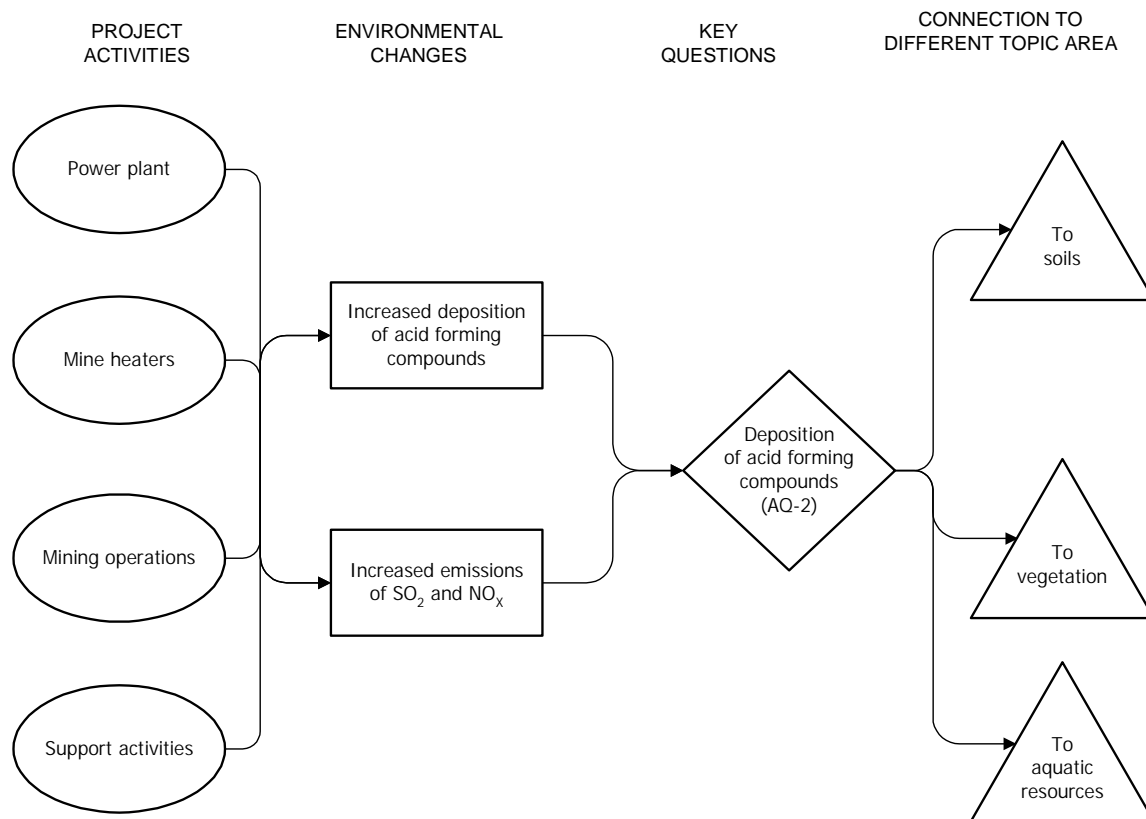 PROJECT
ACTIVITIES
ENVIRONMENTAL
CHANGES
KEY
QUESTIONS
CONNECTION TO
DIFFERENT TOPIC AREA
Power plant
Mine heaters
Mining operations
Support activities
Increased deposition
of acid forming
compounds
Increased emissions
of SO₂ and NOₓ
Deposition
of acid forming
compounds
(AQ-2)
To
soils
To
vegetation
To
aquatic
resources